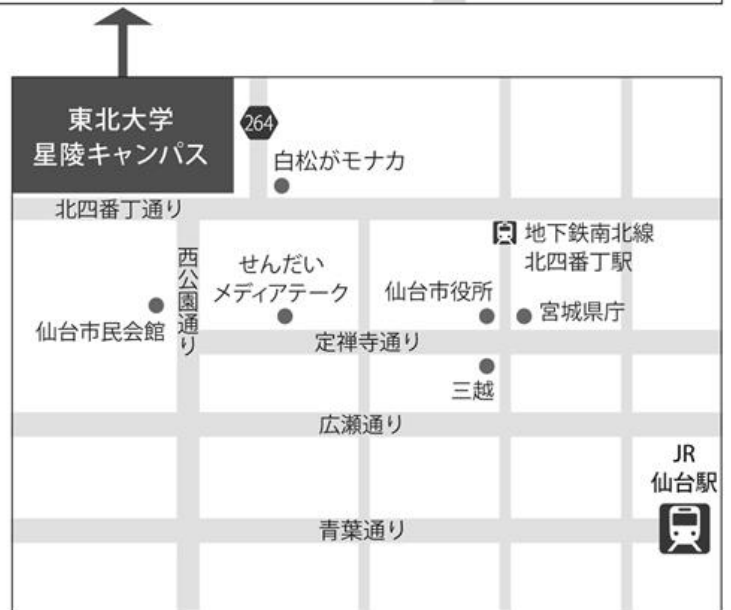 東北大学
星陵キャンパス
264
白松がモナカ
北四番丁通り
地下鉄南北線
北四番丁駅
西公園通り
せんだい
メディアテーク
仙台市役所
宮城県庁
仙台市民会館
定禅寺通り
三越
広瀬通り
JR
仙台駅
青葉通り